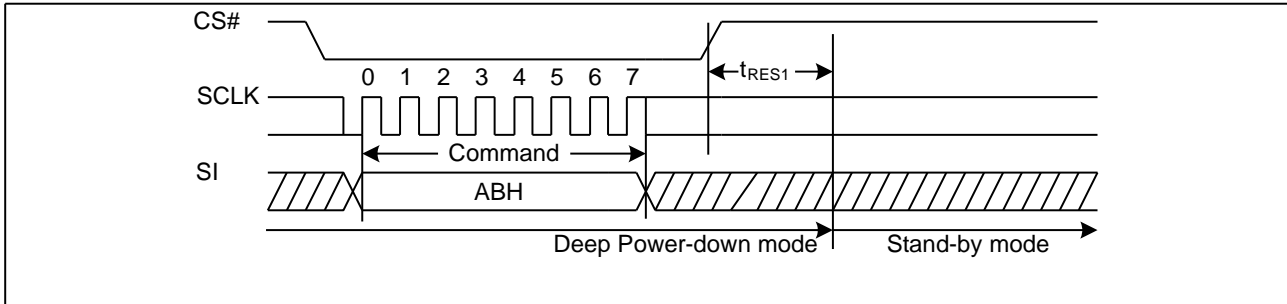 CS#
tRES1
0 1 2 3 4 5 6 7
SCLK
Command
SI
ABH
Deep Power-down mode Stand-by mode